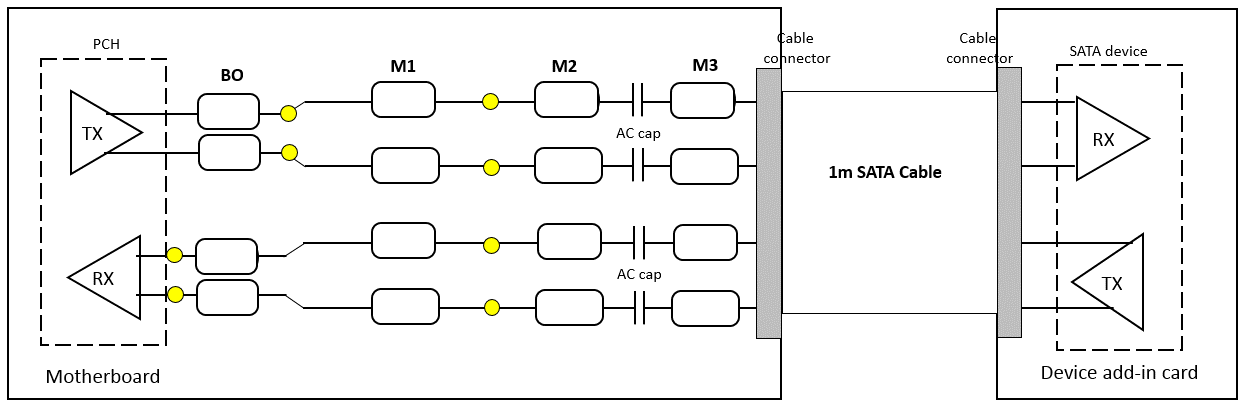 PCH
BO
M1
M2
M3
Cable
connector
Cable
connector
SATA device
TX
AC cap
RX
1m SATA Cable
RX
AC cap
TX
Motherboard
Device add-in card